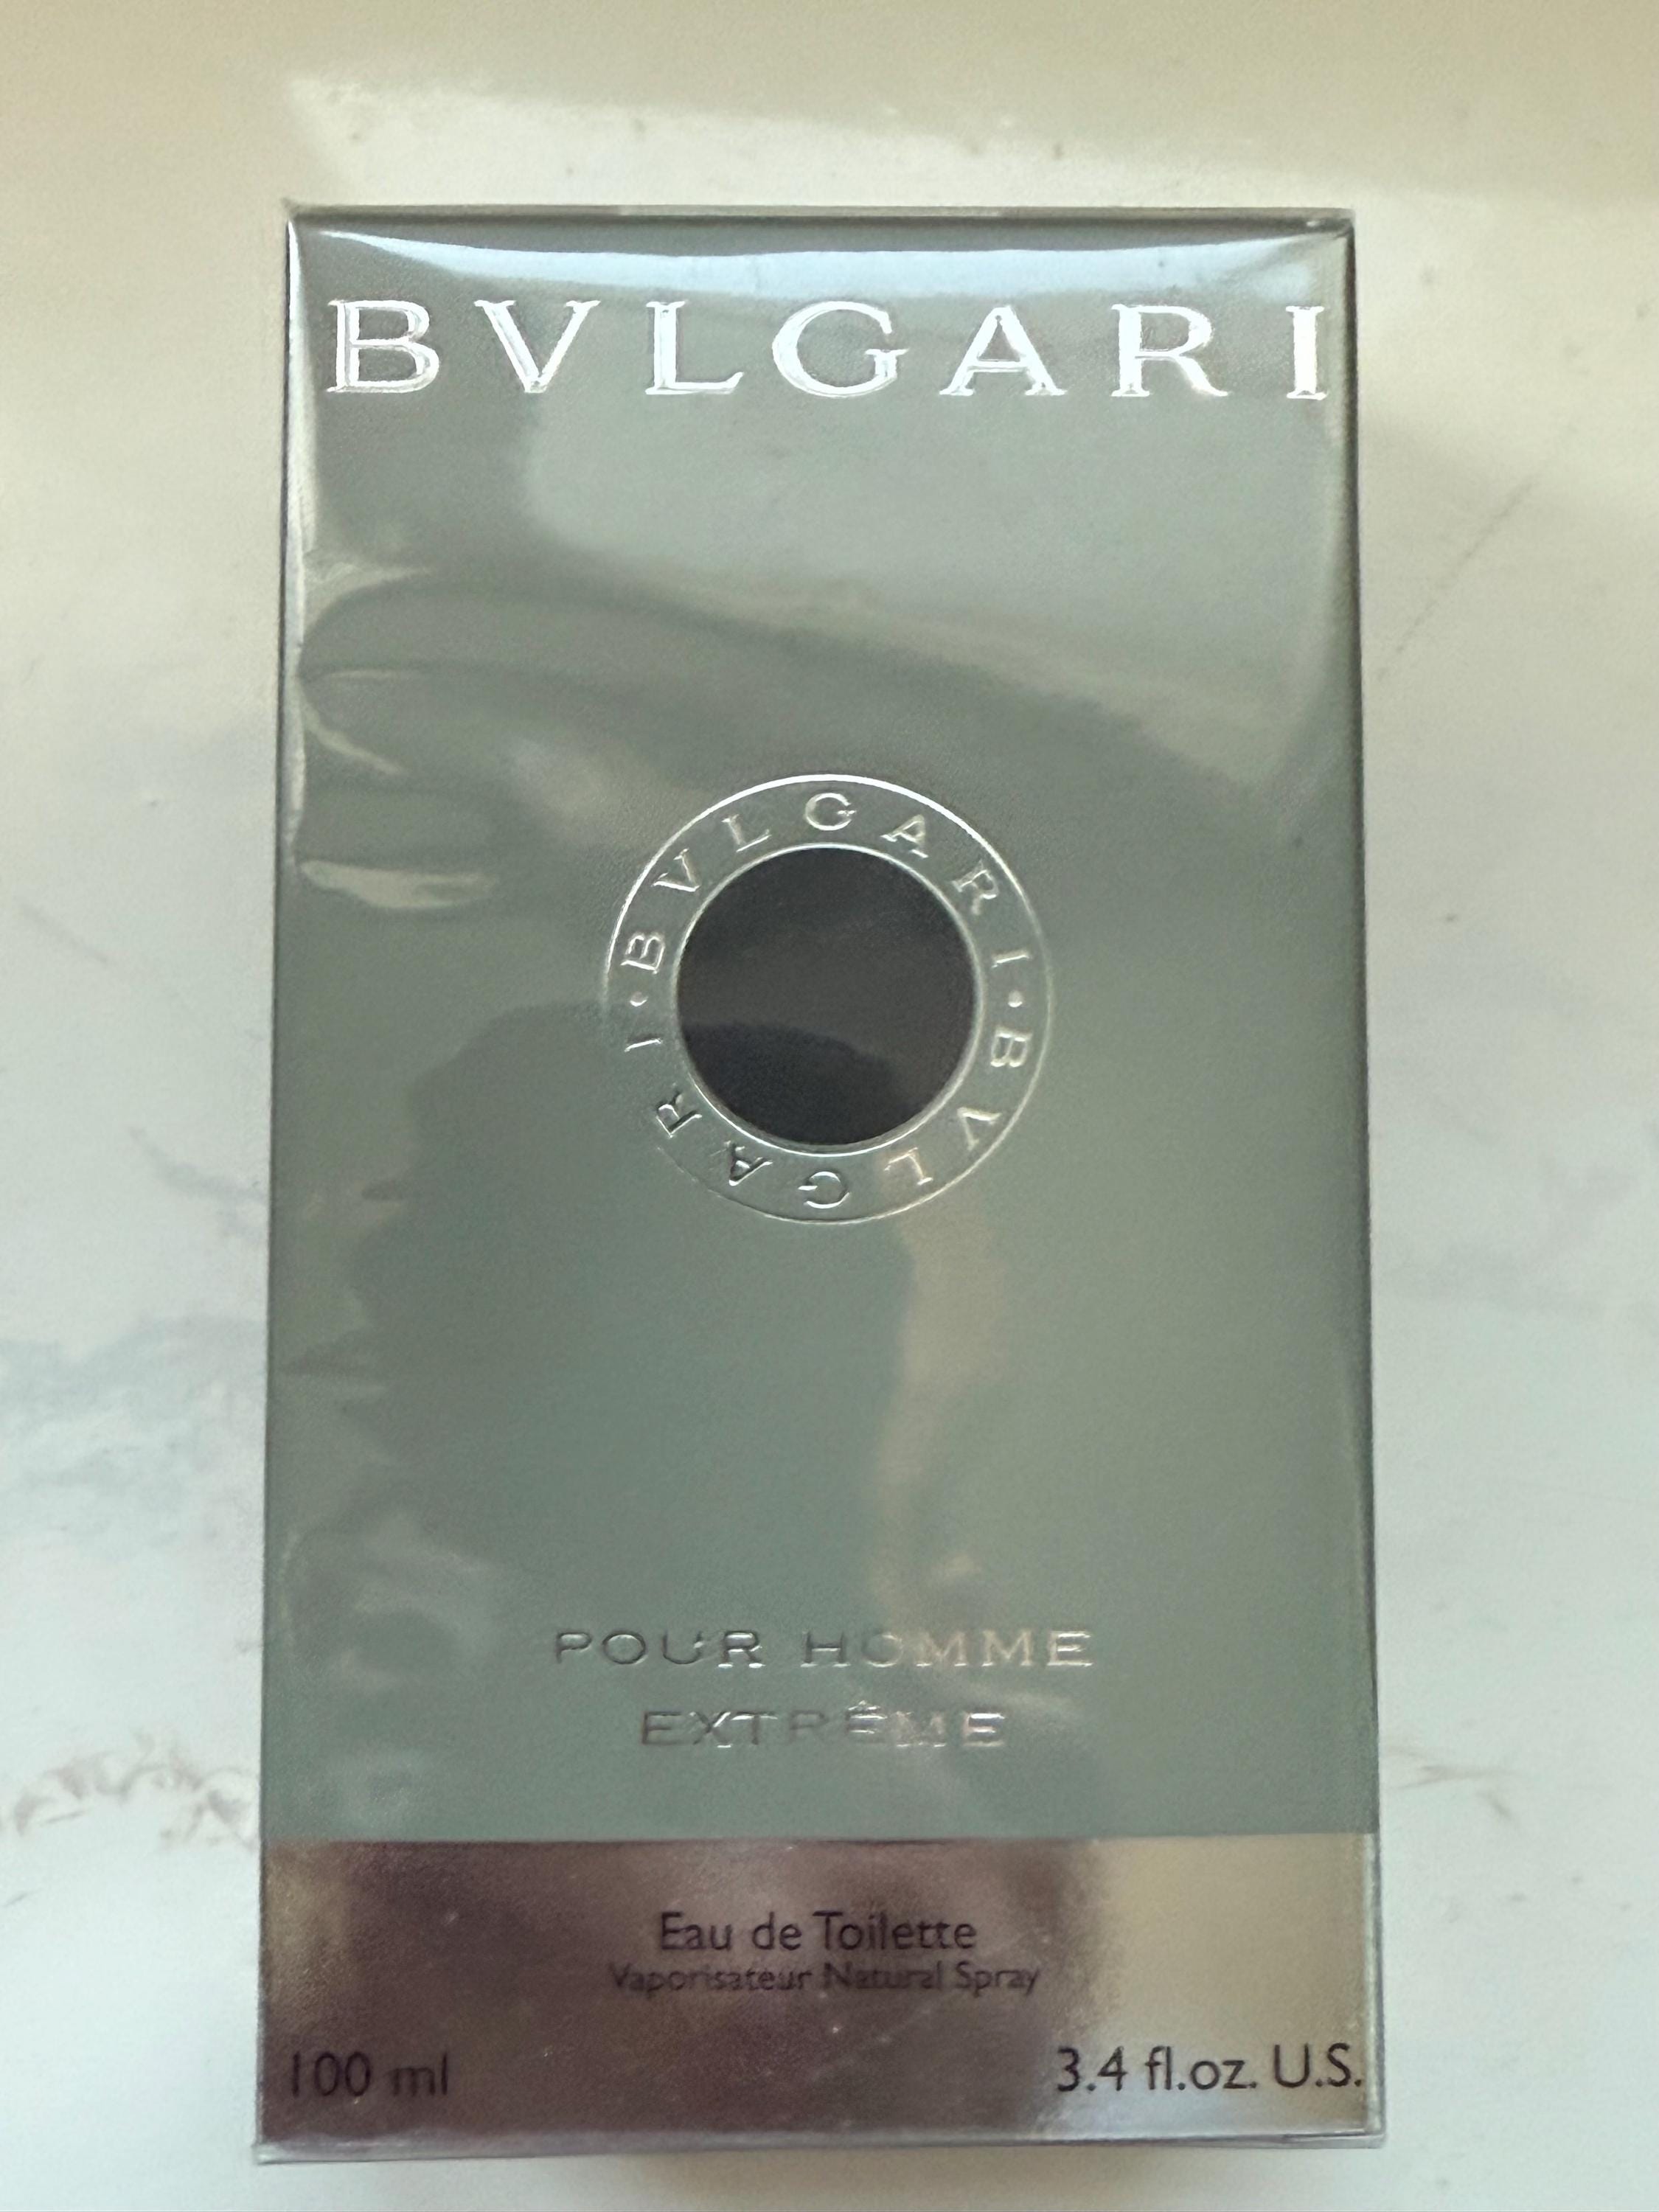 BVLGARI
BVLGARI · BVLGARI ·
POUR HOMME
EXTRÊME
Eau de Toilette
Vaporisateur Natural Spray
100 ml
3.4 fl.oz. U.S.